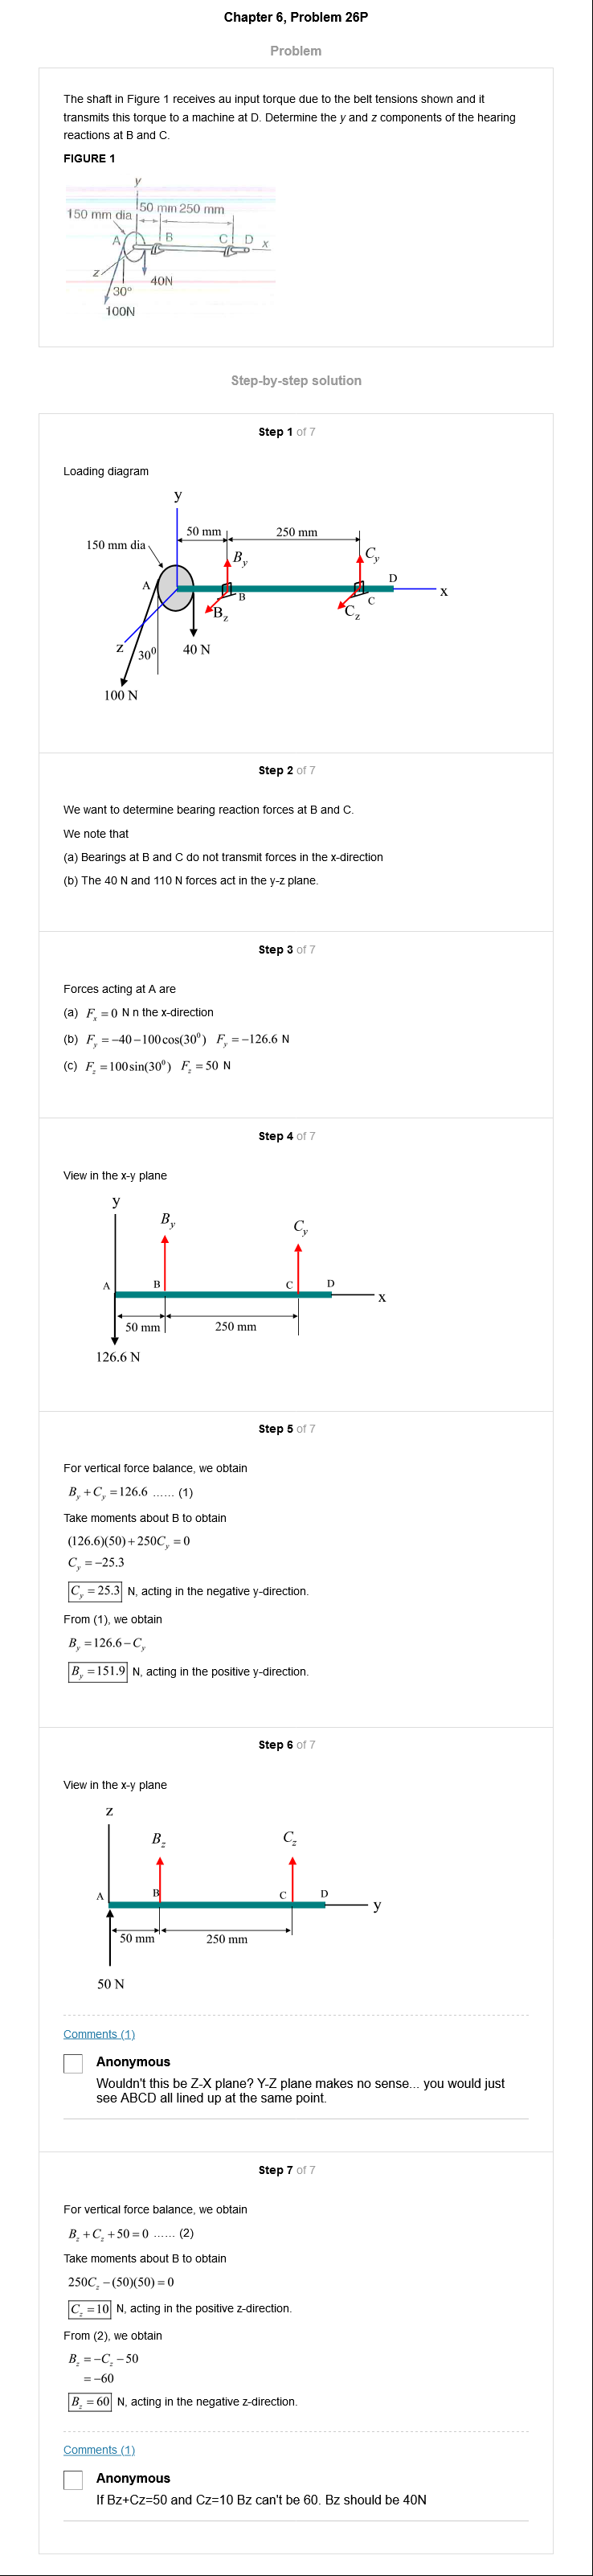 Chapter 6, Problem 26P
Problem
The shaft in Figure 1 receives au input torque due to the belt tensions shown and it
transmits this torque to a machine at D. Determine the y and z components of the hearing
reactions at B and C.
FIGURE 1
y
150 mm dia 50 mm 250 mm
A B C D x
z
30° 40N
100N
Step-by-step solution
Step 1 of 7
Loading diagram
y
50 mm 250 mm
150 mm dia
B_y C_y
A B C D x
B_z C_z
z 30⁰ 40 N
100 N
Step 2 of 7
We want to determine bearing reaction forces at B and C.
We note that
(a) Bearings at B and C do not transmit forces in the x-direction
(b) The 40 N and 110 N forces act in the y-z plane.
Step 3 of 7
Forces acting at A are
(a) F_x = 0 N n the x-direction
(b) F_y = −40 − 100 cos(30⁰) F_y = −126.6 N
(c) F_z = 100 sin(30⁰) F_z = 50 N
Step 4 of 7
View in the x-y plane
y
B_y C_y
A B C D
x
50 mm 250 mm
126.6 N
Step 5 of 7
For vertical force balance, we obtain
B_y + C_y = 126.6 ...... (1)
Take moments about B to obtain
(126.6)(50) + 250C_y = 0
C_y = −25.3
C_y = 25.3 N, acting in the negative y-direction.
From (1), we obtain
B_y = 126.6 − C_y
B_y = 151.9 N, acting in the positive y-direction.
Step 6 of 7
View in the x-y plane
z
B_z C_z
A B C D
y
50 mm 250 mm
50 N
Comments (1)
Anonymous
Wouldn't this be Z-X plane? Y-Z plane makes no sense... you would just
see ABCD all lined up at the same point.
Step 7 of 7
For vertical force balance, we obtain
B_z + C_z + 50 = 0 ...... (2)
Take moments about B to obtain
250C_z − (50)(50) = 0
C_z = 10 N, acting in the positive z-direction.
From (2), we obtain
B_z = −C_z − 50
= −60
B_z = 60 N, acting in the negative z-direction.
Comments (1)
Anonymous
If Bz+Cz=50 and Cz=10 Bz can't be 60. Bz should be 40N